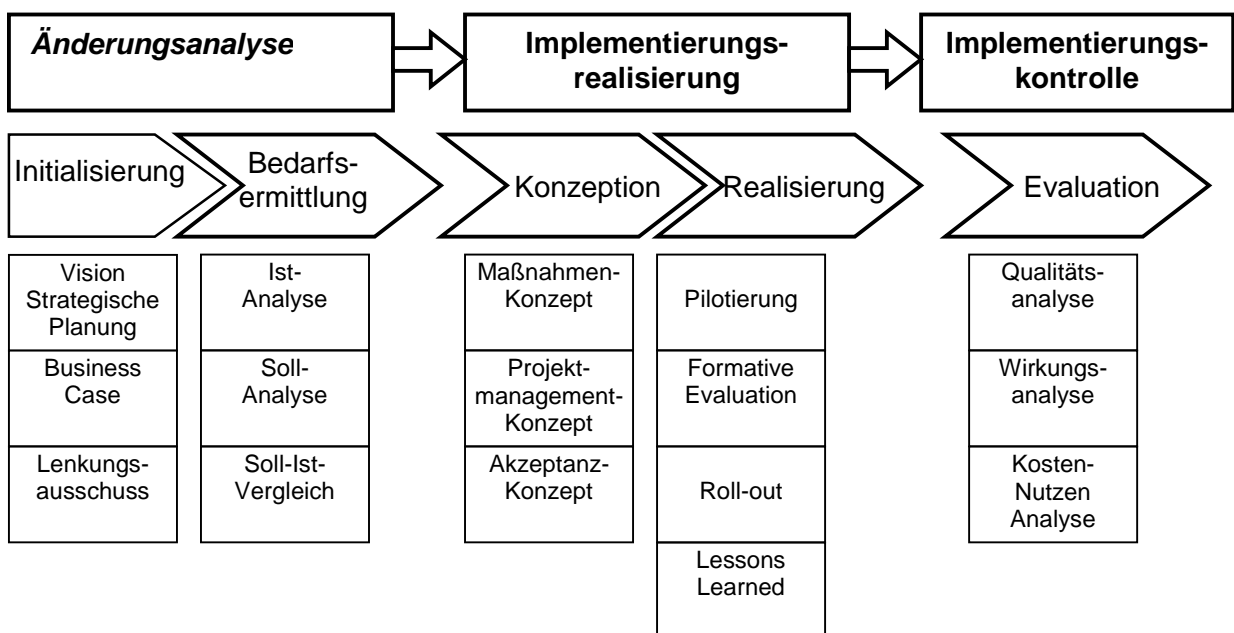 Änderungsanalyse
Implementierungs-
realisierung
Implementierungs-
kontrolle
Initialisierung
Bedarfs-
ermittlung
Konzeption
Realisierung
Evaluation
Vision
Strategische
Planung
Business
Case
Lenkungs-
ausschuss
Ist-
Analyse
Soll-
Analyse
Soll-Ist-
Vergleich
Maßnahmen-
Konzept
Projekt-
management-
Konzept
Akzeptanz-
Konzept
Pilotierung
Formative
Evaluation
Roll-out
Lessons
Learned
Qualitäts-
analyse
Wirkungs-
analyse
Kosten-
Nutzen
Analyse